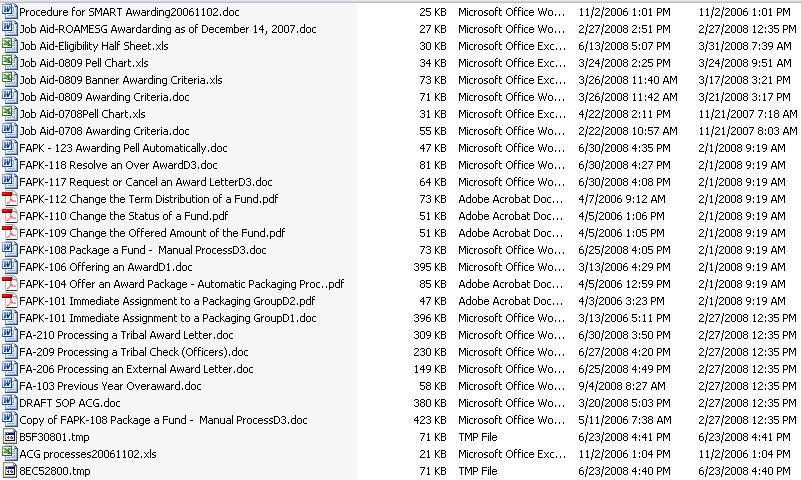 Procedure for SMART Awarding20061102.doc 25 KB Microsoft Office Wo... 11/2/2006 1:01 PM 11/2/2006 1:01 PM
Job Aid-ROAMESG Awardarding as of December 14, 2007.doc 27 KB Microsoft Office Wo... 2/27/2008 2:51 PM 2/27/2008 12:35 PM
Job Aid-Eligibility Half Sheet.xls 30 KB Microsoft Office Exc... 6/13/2008 5:07 PM 3/31/2008 7:39 AM
Job Aid-0809 Pell Chart.xls 34 KB Microsoft Office Exc... 3/24/2008 2:25 PM 3/24/2008 9:51 AM
Job Aid-0809 Banner Awarding Criteria.xls 73 KB Microsoft Office Exc... 3/26/2008 11:40 AM 3/17/2008 3:21 PM
Job Aid-0809 Awarding Criteria.doc 71 KB Microsoft Office Wo... 3/26/2008 11:42 AM 3/21/2008 3:17 PM
Job Aid-0708Pell Chart.xls 31 KB Microsoft Office Exc... 4/22/2008 2:11 PM 11/21/2007 7:18 AM
Job Aid-0708 Awarding Criteria.doc 55 KB Microsoft Office Wo... 2/22/2008 10:57 AM 11/21/2007 8:03 AM
FAPK - 123 Awarding Pell Automatically.doc 47 KB Microsoft Office Wo... 6/30/2008 4:35 PM 2/1/2008 9:19 AM
FAPK-118 Resolve an Over AwardD3.doc 81 KB Microsoft Office Wo... 6/30/2008 4:27 PM 2/1/2008 9:19 AM
FAPK-117 Request or Cancel an Award LetterD3.doc 64 KB Microsoft Office Wo... 6/30/2008 4:08 PM 2/1/2008 9:19 AM
FAPK-112 Change the Term Distribution of a Fund.pdf 73 KB Adobe Acrobat Doc... 4/7/2006 9:12 AM 2/1/2008 9:19 AM
FAPK-110 Change the Status of a Fund.pdf 51 KB Adobe Acrobat Doc... 4/5/2006 1:06 PM 2/1/2008 9:19 AM
FAPK-109 Change the Offered Amount of the Fund.pdf 51 KB Adobe Acrobat Doc... 4/5/2006 1:05 PM 2/1/2008 9:19 AM
FAPK-108 Package a Fund - Manual ProcessD3.doc 73 KB Microsoft Office Wo... 6/25/2008 4:05 PM 2/1/2008 9:19 AM
FAPK-106 Offering an AwardD1.doc 395 KB Microsoft Office Wo... 3/13/2006 4:29 PM 2/1/2008 9:19 AM
FAPK-104 Offer an Award Package - Automatic Packaging Proc..pdf 85 KB Adobe Acrobat Doc... 4/5/2006 12:59 PM 2/1/2008 9:19 AM
FAPK-101 Immediate Assignment to a Packaging GroupD2.pdf 47 KB Adobe Acrobat Doc... 4/3/2006 3:23 PM 2/1/2008 9:19 AM
FAPK-101 Immediate Assignment to a Packaging GroupD1.doc 396 KB Microsoft Office Wo... 3/13/2006 5:11 PM 2/27/2008 12:35 PM
FA-210 Processing a Tribal Award Letter.doc 309 KB Microsoft Office Wo... 6/30/2008 3:50 PM 2/27/2008 12:35 PM
FA-209 Processing a Tribal Check (Officers).doc 230 KB Microsoft Office Wo... 6/27/2008 4:20 PM 2/27/2008 12:35 PM
FA-206 Processing an External Award Letter.doc 149 KB Microsoft Office Wo... 6/25/2008 4:49 PM 2/27/2008 12:35 PM
FA-103 Previous Year Overaward.doc 58 KB Microsoft Office Wo... 9/4/2008 8:27 AM 2/27/2008 12:35 PM
DRAFT SOP ACG.doc 380 KB Microsoft Office Wo... 3/20/2008 5:03 PM 2/27/2008 12:35 PM
Copy of FAPK-108 Package a Fund - Manual ProcessD3.doc 423 KB Microsoft Office Wo... 5/11/2006 7:38 AM 2/27/2008 12:35 PM
B5F30801.tmp 71 KB TMP File 6/23/2008 4:41 PM 6/23/2008 4:41 PM
ACG processes20061102.xls 21 KB Microsoft Office Exc... 11/2/2006 1:04 PM 11/2/2006 1:04 PM
8EC52800.tmp 71 KB TMP File 6/23/2008 4:40 PM 6/23/2008 4:40 PM